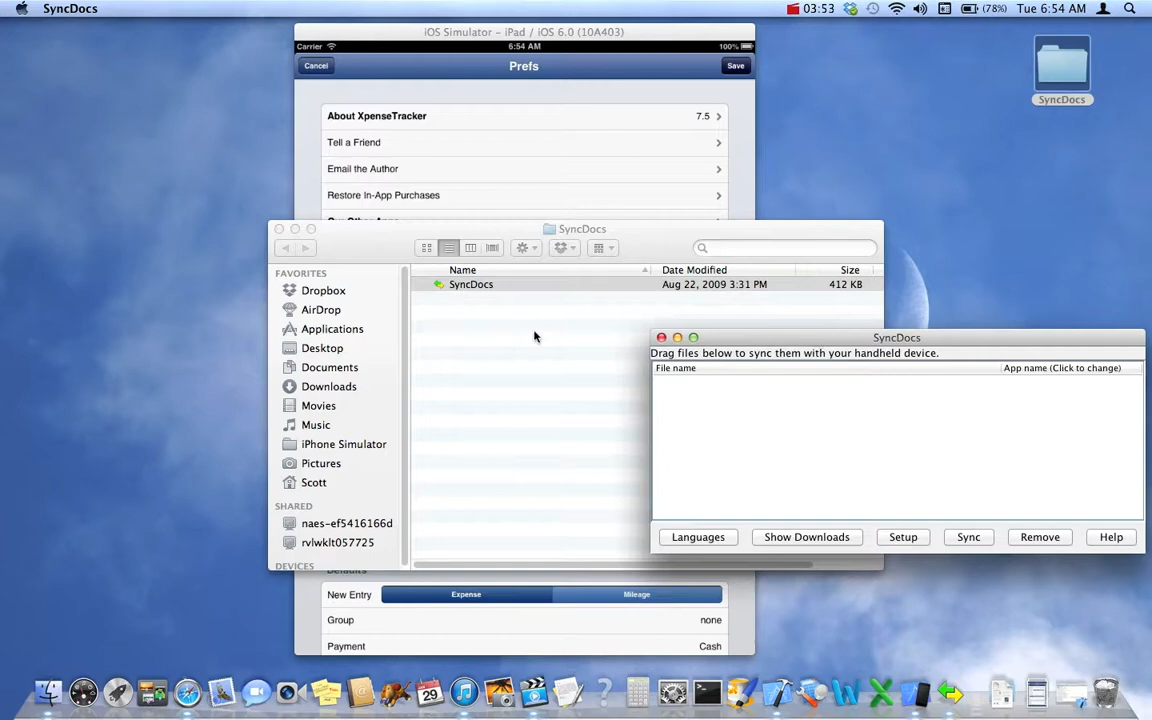 SyncDocs
03:53
(78%)
Tue 6:54 AM
SyncDocs
iOS Simulator - iPad / iOS 6.0 (10A403)
Carrier
6:54 AM
100%
Cancel
Prefs
Save
About XpenseTracker
7.5
Tell a Friend
Email the Author
Restore In-App Purchases
SyncDocs
FAVORITES
Dropbox
AirDrop
Applications
Desktop
Documents
Downloads
Movies
Music
iPhone Simulator
Pictures
Scott
SHARED
naes-ef5416166d
rvlwklt057725
DEVICES
Name
Date Modified
Size
SyncDocs
Aug 22, 2009 3:31 PM
412 KB
SyncDocs
Drag files below to sync them with your handheld device.
File name
App name (Click to change)
Languages
Show Downloads
Setup
Sync
Remove
Help
Defaults
New Entry
Expense
Mileage
Group
none
Payment
Cash
29